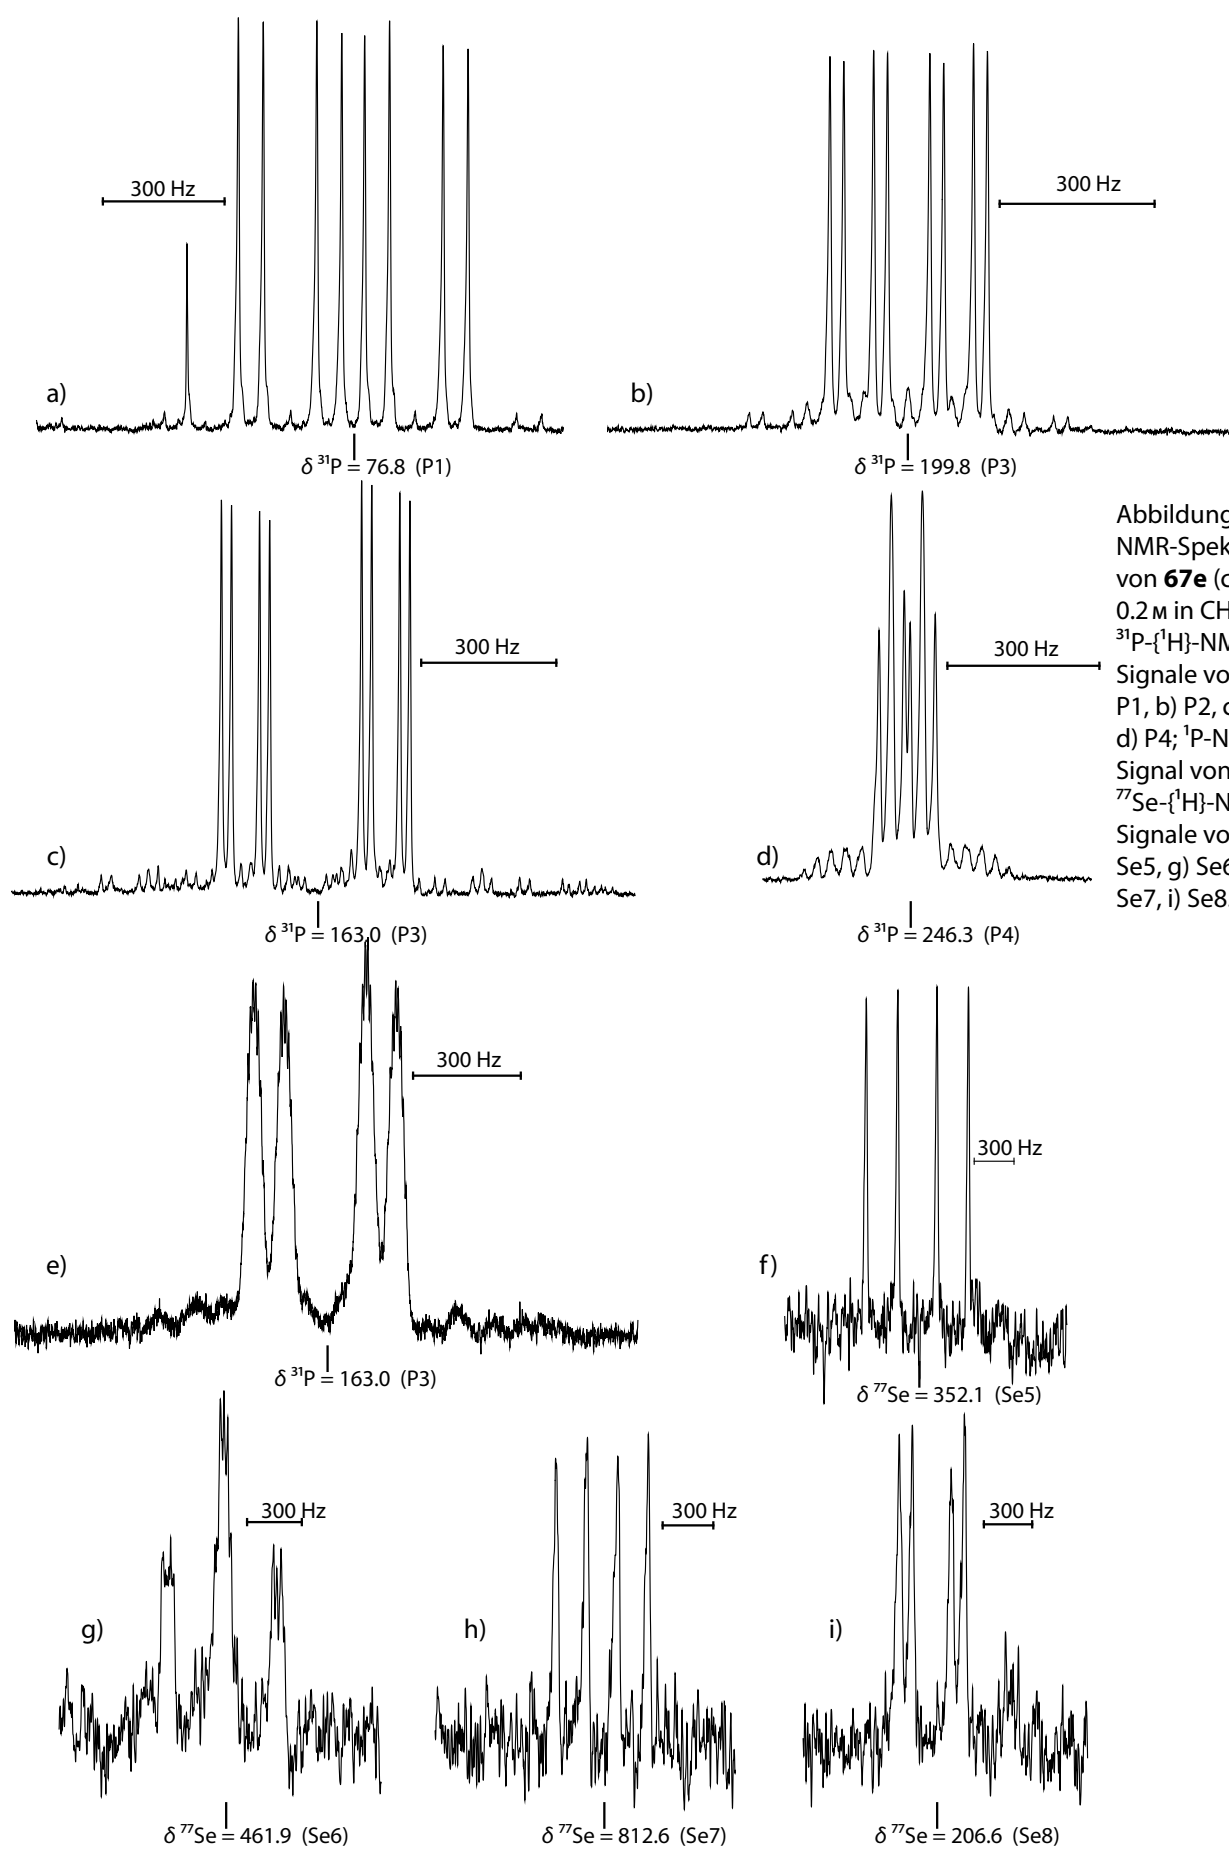 300 Hz
300 Hz
a)
b)
δ ³¹P = 76.8 (P1)
δ ³¹P = 199.8 (P3)
Abbildung
NMR-Spek
von 67e (c
0.2 ᴍ in CH
³¹P-{¹H}-NM
Signale vo
P1, b) P2, c
d) P4; ¹P-N
Signal von
⁷⁷Se-{¹H}-N
Signale vo
Se5, g) Se6
Se7, i) Se8.
300 Hz
300 Hz
c)
d)
δ ³¹P = 163.0 (P3)
δ ³¹P = 246.3 (P4)
300 Hz
300 Hz
e)
f)
δ ³¹P = 163.0 (P3)
δ ⁷⁷Se = 352.1 (Se5)
300 Hz
300 Hz
300 Hz
g)
h)
i)
δ ⁷⁷Se = 461.9 (Se6)
δ ⁷⁷Se = 812.6 (Se7)
δ ⁷⁷Se = 206.6 (Se8)